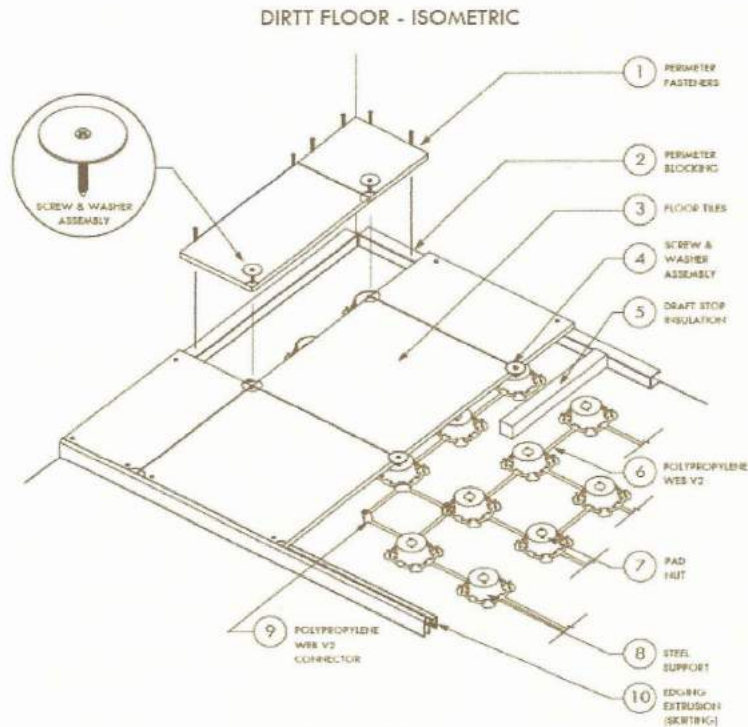 DIRTT FLOOR - ISOMETRIC
1
PERIMETER
FASTENERS
2
PERIMETER
BLOCKING
3
FLOOR TILES
4
SCREW &
WASHER
ASSEMBLY
5
DRAFT STOP
INSULATION
6
POLYPROPYLENE
WEB V2
7
PAD
NUT
8
STEEL
SUPPORT
9
POLYPROPYLENE
WEB V2
CONNECTOR
10
EDGING
EXTRUSION
(SKIRTING)
SCREW & WASHER
ASSEMBLY